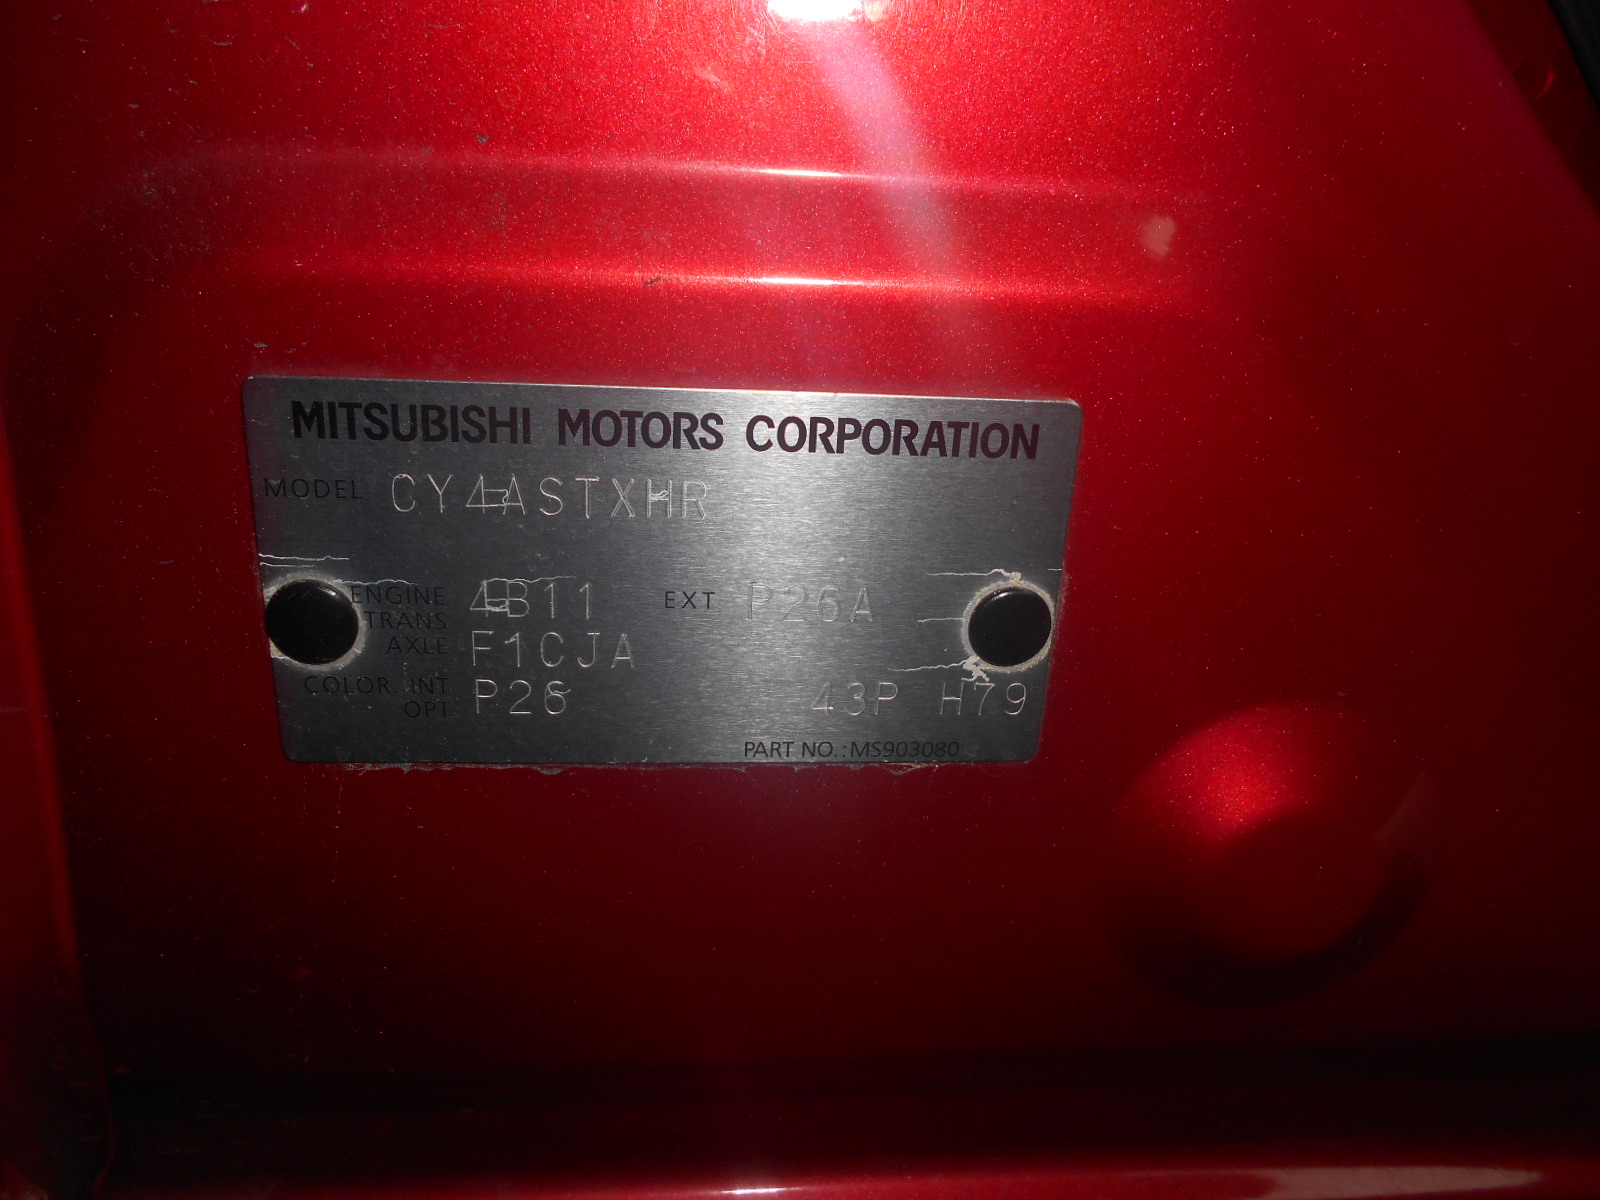 MITSUBISHI MOTORS CORPORATION
MODEL CY4ASTXHR
ENGINE 4B11 EXT P26A
TRANS
AXLE F1CJA
COLOR INT P26 43P H79
OPT
PART NO.:MS903080